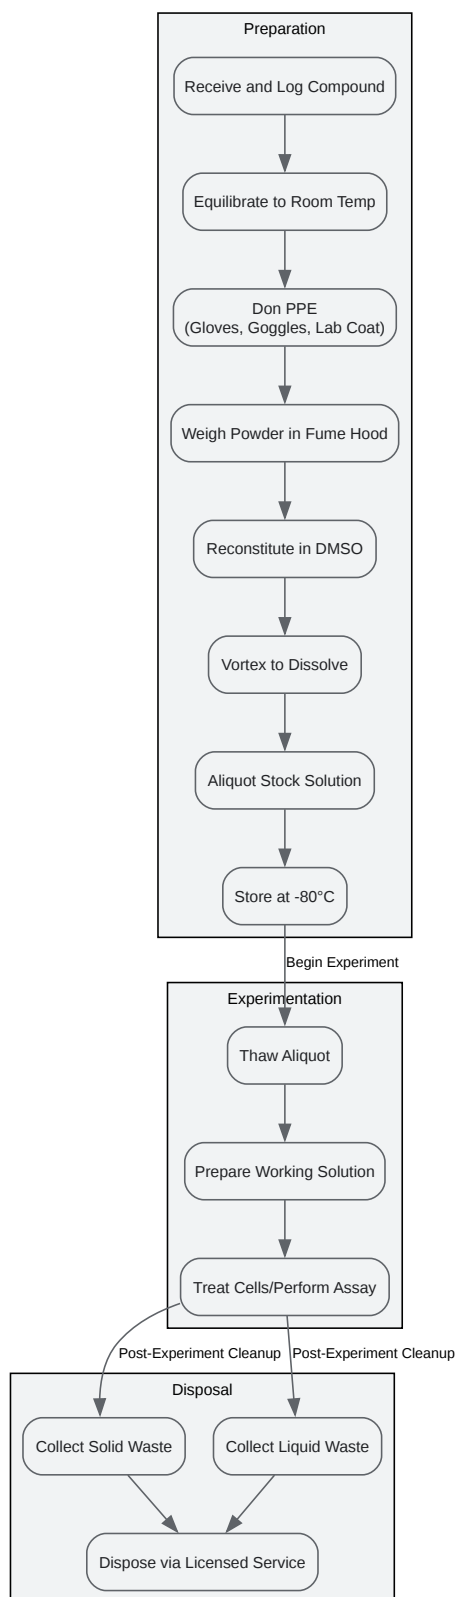 Preparation
Receive and Log Compound
Equilibrate to Room Temp
Don PPE
(Gloves, Goggles, Lab Coat)
Weigh Powder in Fume Hood
Reconstitute in DMSO
Vortex to Dissolve
Aliquot Stock Solution
Store at -80°C
Begin Experiment
Experimentation
Thaw Aliquot
Prepare Working Solution
Treat Cells/Perform Assay
Post-Experiment Cleanup
Post-Experiment Cleanup
Disposal
Collect Solid Waste
Collect Liquid Waste
Dispose via Licensed Service